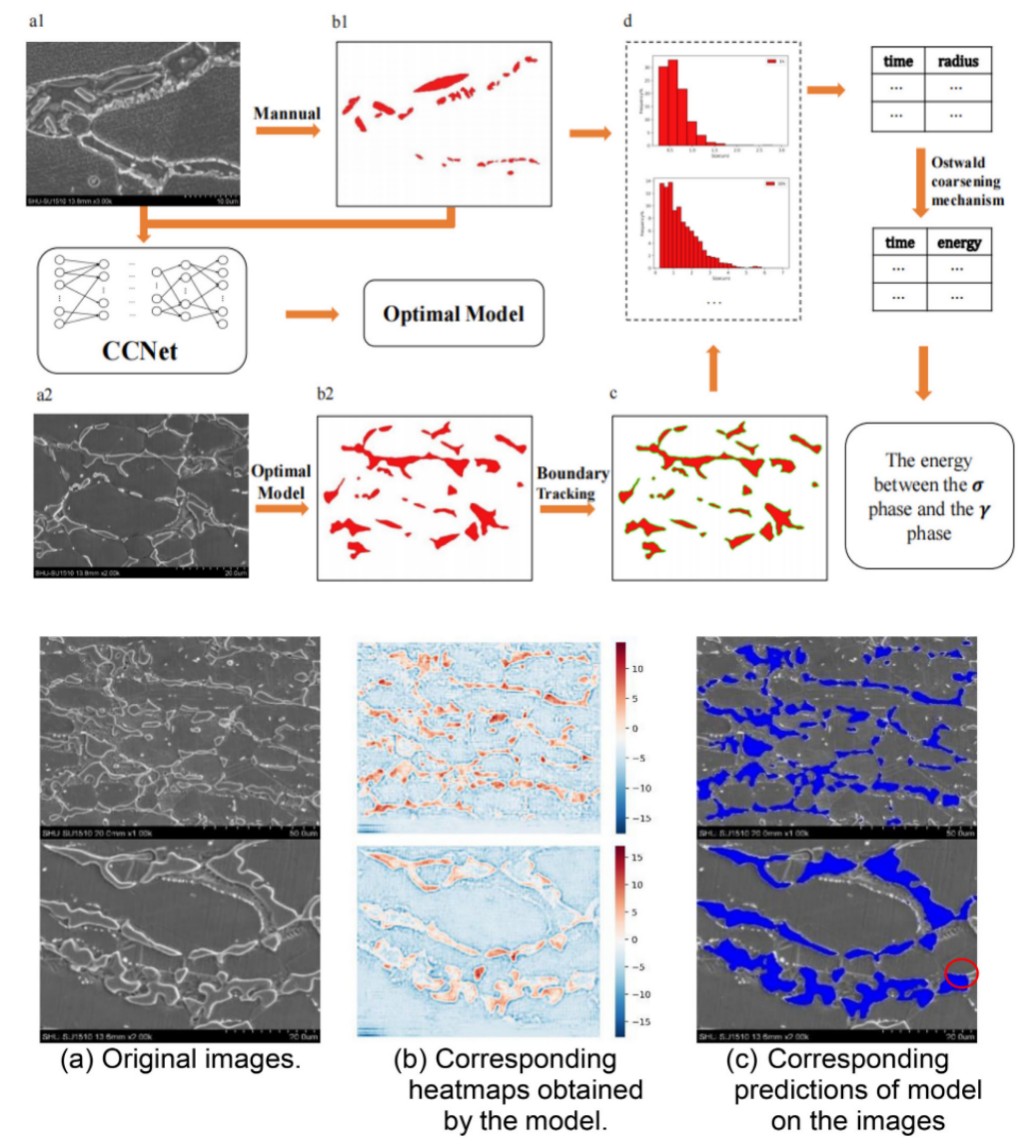 a1
b1
d
Mannual
time radius
... ...
... ...
Ostwald
coarsening
mechanism
time energy
... ...
... ...
SHU-SU1510 13.8mm x3.00k 10.0um
CCNet
Optimal Model
...
a2
b2
c
Optimal
Model
Boundary
Tracking
The energy
between the σ
phase and the γ
phase
SHU-SU1510 13.8mm x2.00k 20.0um
10
5
0
−5
−10
−15
SHU SU1510 20.0mm x1.00k 50.0um
SHU SU1510 20.0mm x1.00k 50.0um
15
10
5
0
−5
−10
−15
SHU SU1510 13.6mm x2.00k 20.0um
SHU SU1510 13.6mm x2.00k 20.0um
(a) Original images.
(b) Corresponding
heatmaps obtained
by the model.
(c) Corresponding
predictions of model
on the images